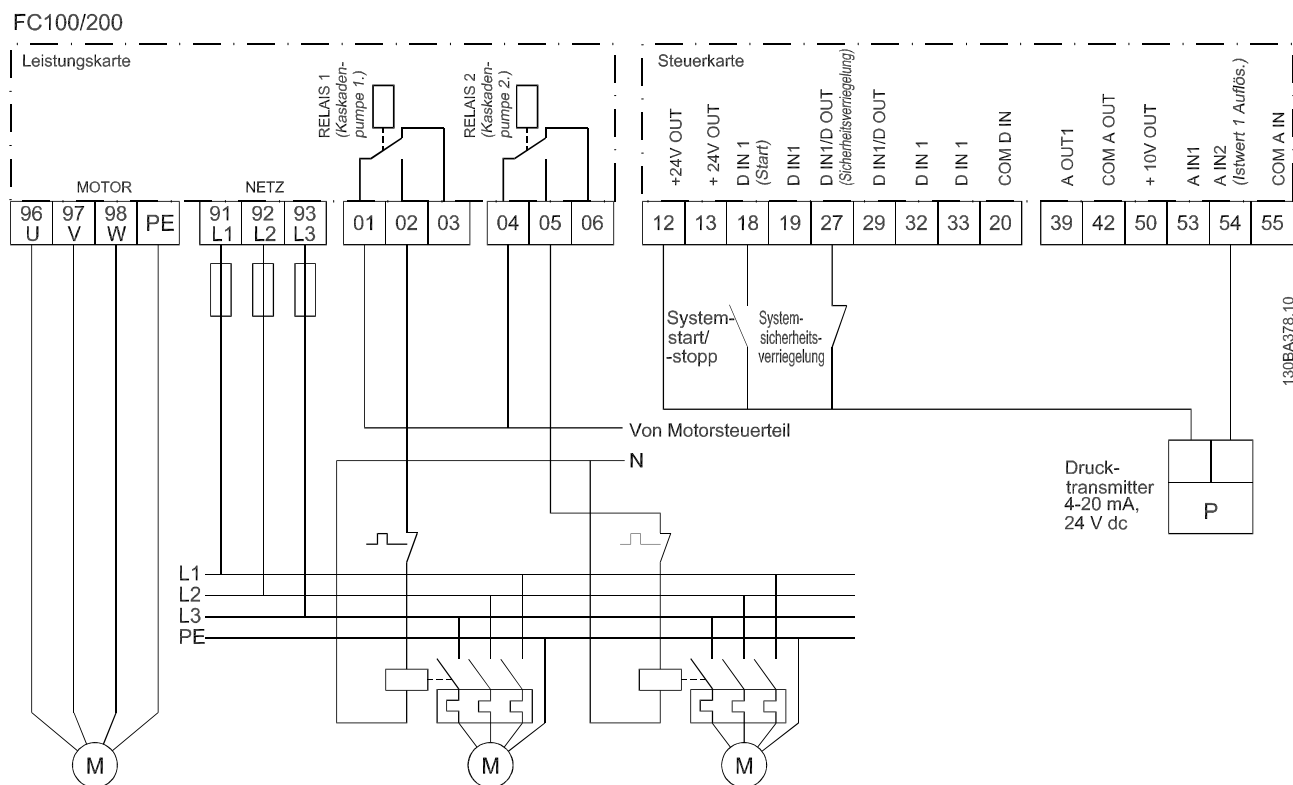 FC100/200
Leistungskarte
RELAIS 1
(Kaskaden-
pumpe 1.)
RELAIS 2
(Kaskaden-
pumpe 2.)
MOTOR
NETZ
96 97 98 PE 91 92 93 01 02 03 04 05 06
U V W L1 L2 L3
Steuerkarte
+24V OUT
+ 24V OUT
D IN 1
(Start)
D IN1
D IN1/D OUT
(Sicherheitsverriegelung)
D IN1/D OUT
D IN 1
D IN 1
COM D IN
A OUT1
COM A OUT
+ 10V OUT
A IN1
A IN2
(Istwert 1 Auflös.)
COM A IN
12 13 18 19 27 29 32 33 20 39 42 50 53 54 55
System-
start/
-stopp
System-
sicherheits-
verriegelung
130BA378.10
Von Motorsteuerteil
N
Druck-
transmitter
4-20 mA,
24 V dc
P
L1
L2
L3
PE
M M M